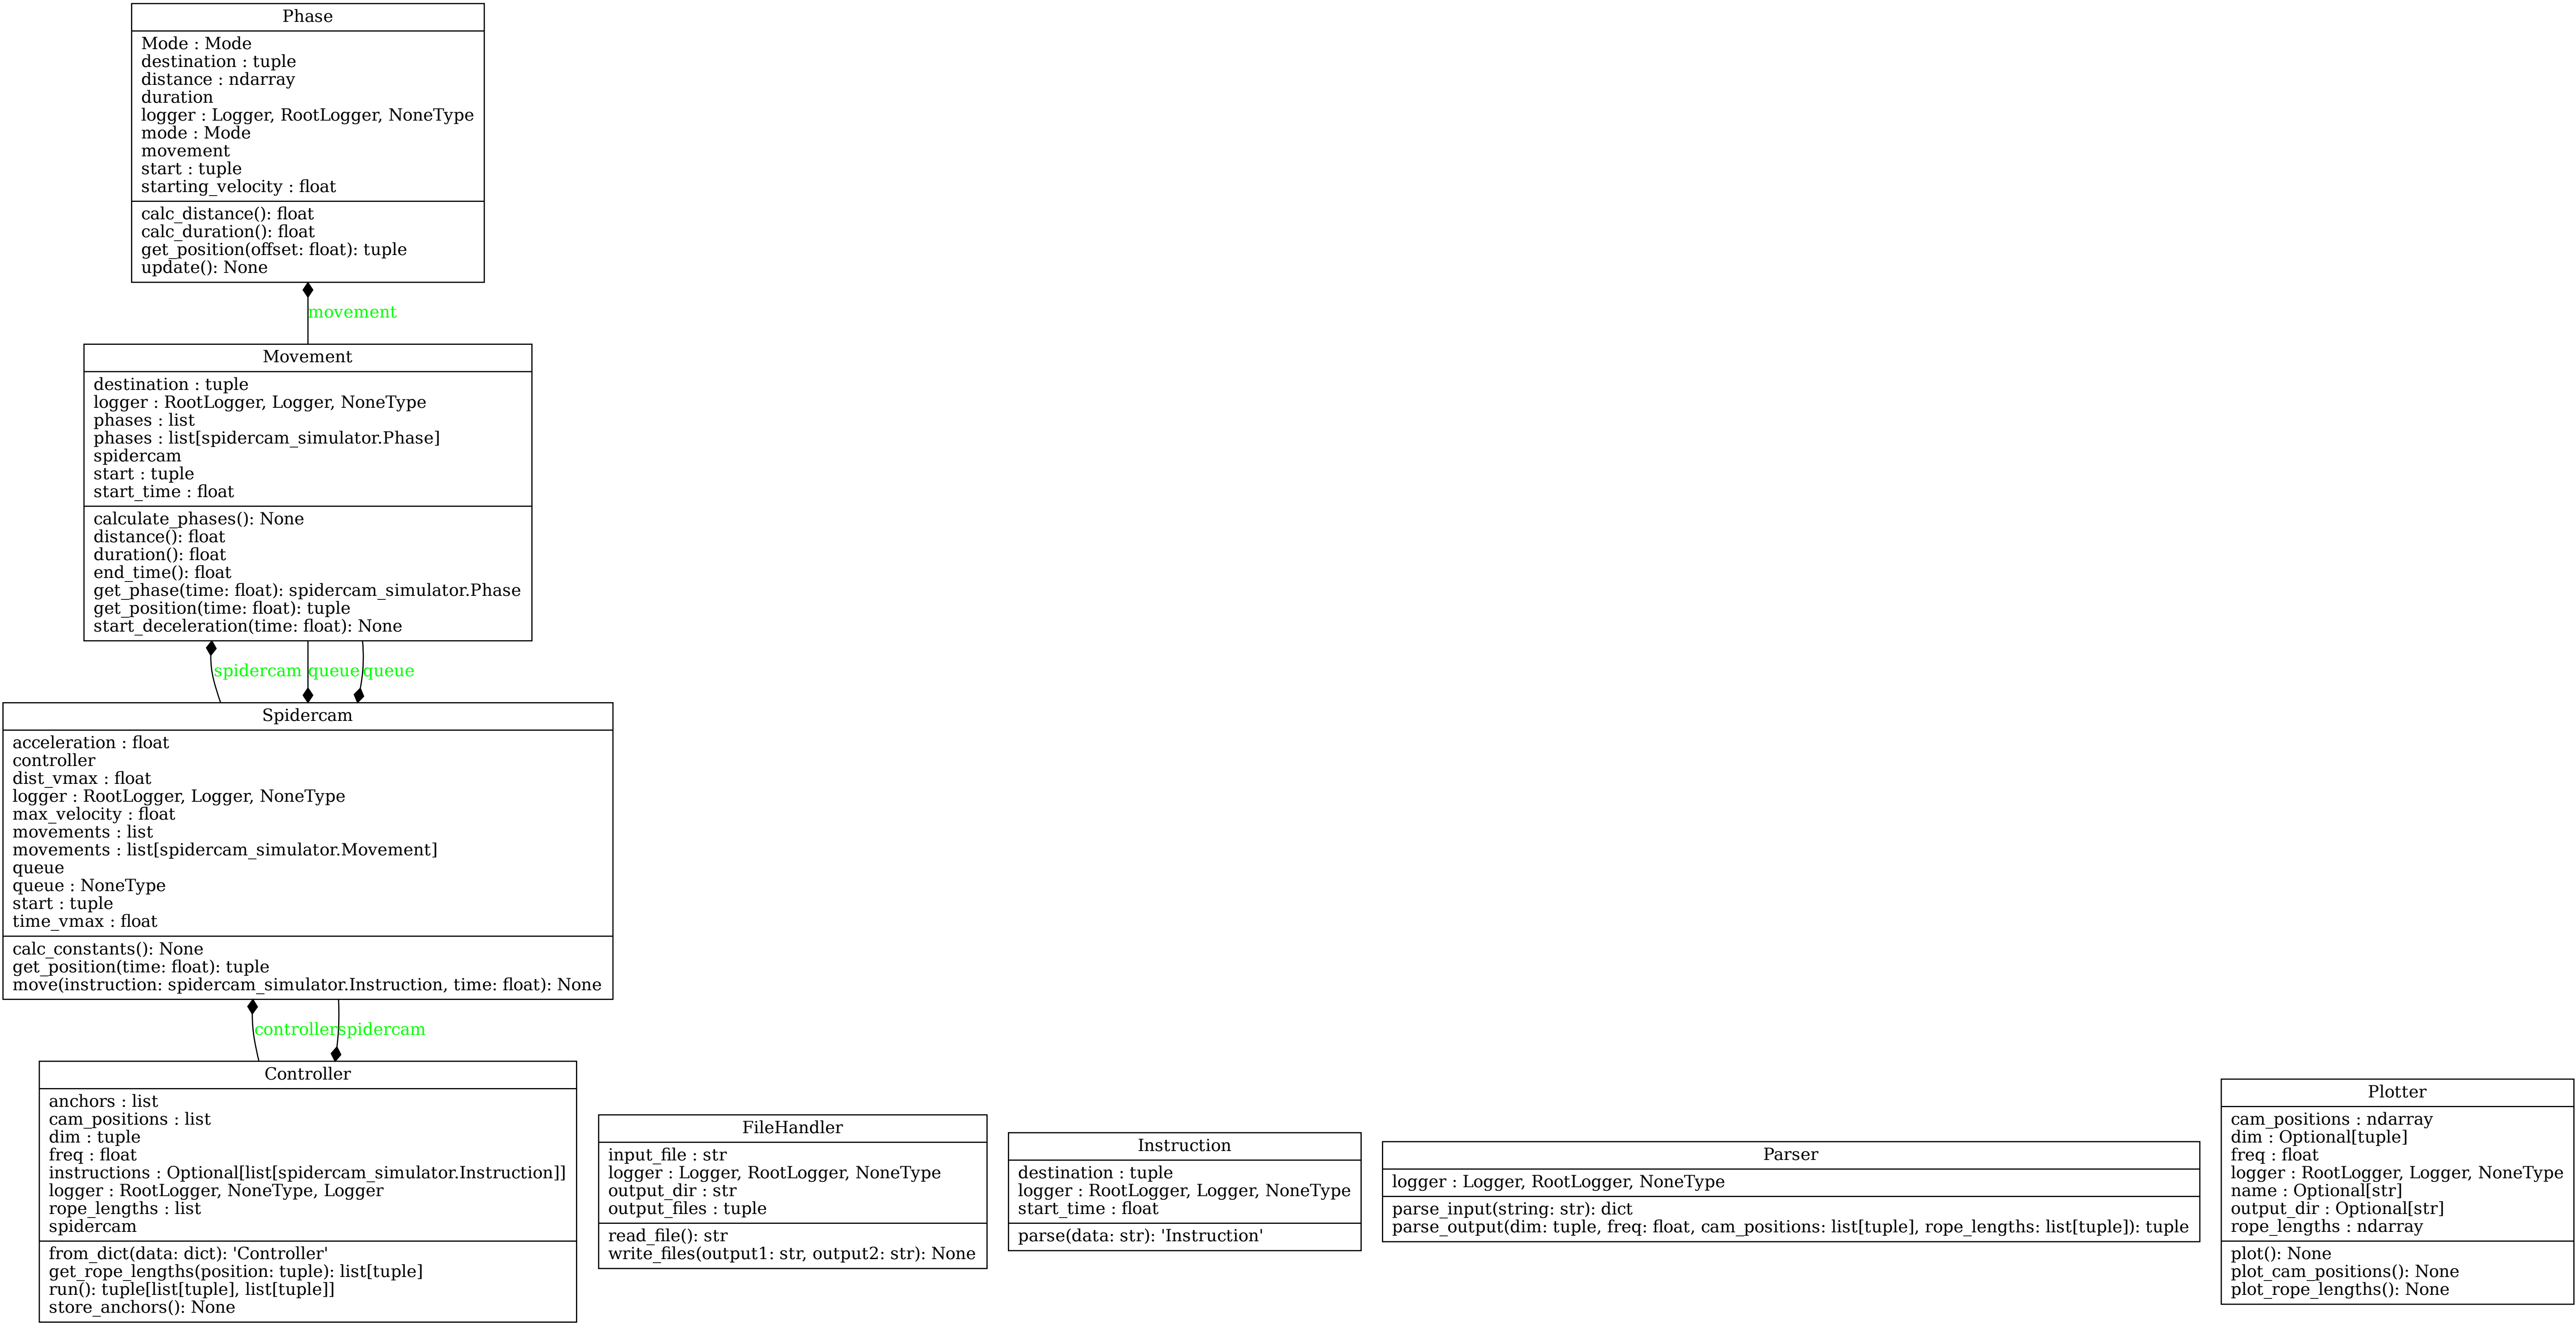 Phase
Mode : Mode
destination : tuple
distance : ndarray
duration
logger : Logger, RootLogger, NoneType
mode : Mode
movement
start : tuple
starting_velocity : float
calc_distance(): float
calc_duration(): float
get_position(offset: float): tuple
update(): None
movement
Movement
destination : tuple
logger : RootLogger, Logger, NoneType
phases : list
phases : list[spidercam_simulator.Phase]
spidercam
start : tuple
start_time : float
calculate_phases(): None
distance(): float
duration(): float
end_time(): float
get_phase(time: float): spidercam_simulator.Phase
get_position(time: float): tuple
start_deceleration(time: float): None
spidercam queue queue
Spidercam
acceleration : float
controller
dist_vmax : float
logger : RootLogger, Logger, NoneType
max_velocity : float
movements : list
movements : list[spidercam_simulator.Movement]
queue
queue : NoneType
start : tuple
time_vmax : float
calc_constants(): None
get_position(time: float): tuple
move(instruction: spidercam_simulator.Instruction, time: float): None
controller spidercam
Controller
anchors : list
cam_positions : list
dim : tuple
freq : float
instructions : Optional[list[spidercam_simulator.Instruction]]
logger : RootLogger, NoneType, Logger
rope_lengths : list
spidercam
from_dict(data: dict): 'Controller'
get_rope_lengths(position: tuple): list[tuple]
run(): tuple[list[tuple], list[tuple]]
store_anchors(): None
FileHandler
input_file : str
logger : Logger, RootLogger, NoneType
output_dir : str
output_files : tuple
read_file(): str
write_files(output1: str, output2: str): None
Instruction
destination : tuple
logger : RootLogger, Logger, NoneType
start_time : float
parse(data: str): 'Instruction'
Parser
logger : Logger, RootLogger, NoneType
parse_input(string: str): dict
parse_output(dim: tuple, freq: float, cam_positions: list[tuple], rope_lengths: list[tuple]): tuple
Plotter
cam_positions : ndarray
dim : Optional[tuple]
freq : float
logger : RootLogger, Logger, NoneType
name : Optional[str]
output_dir : Optional[str]
rope_lengths : ndarray
plot(): None
plot_cam_positions(): None
plot_rope_lengths(): None